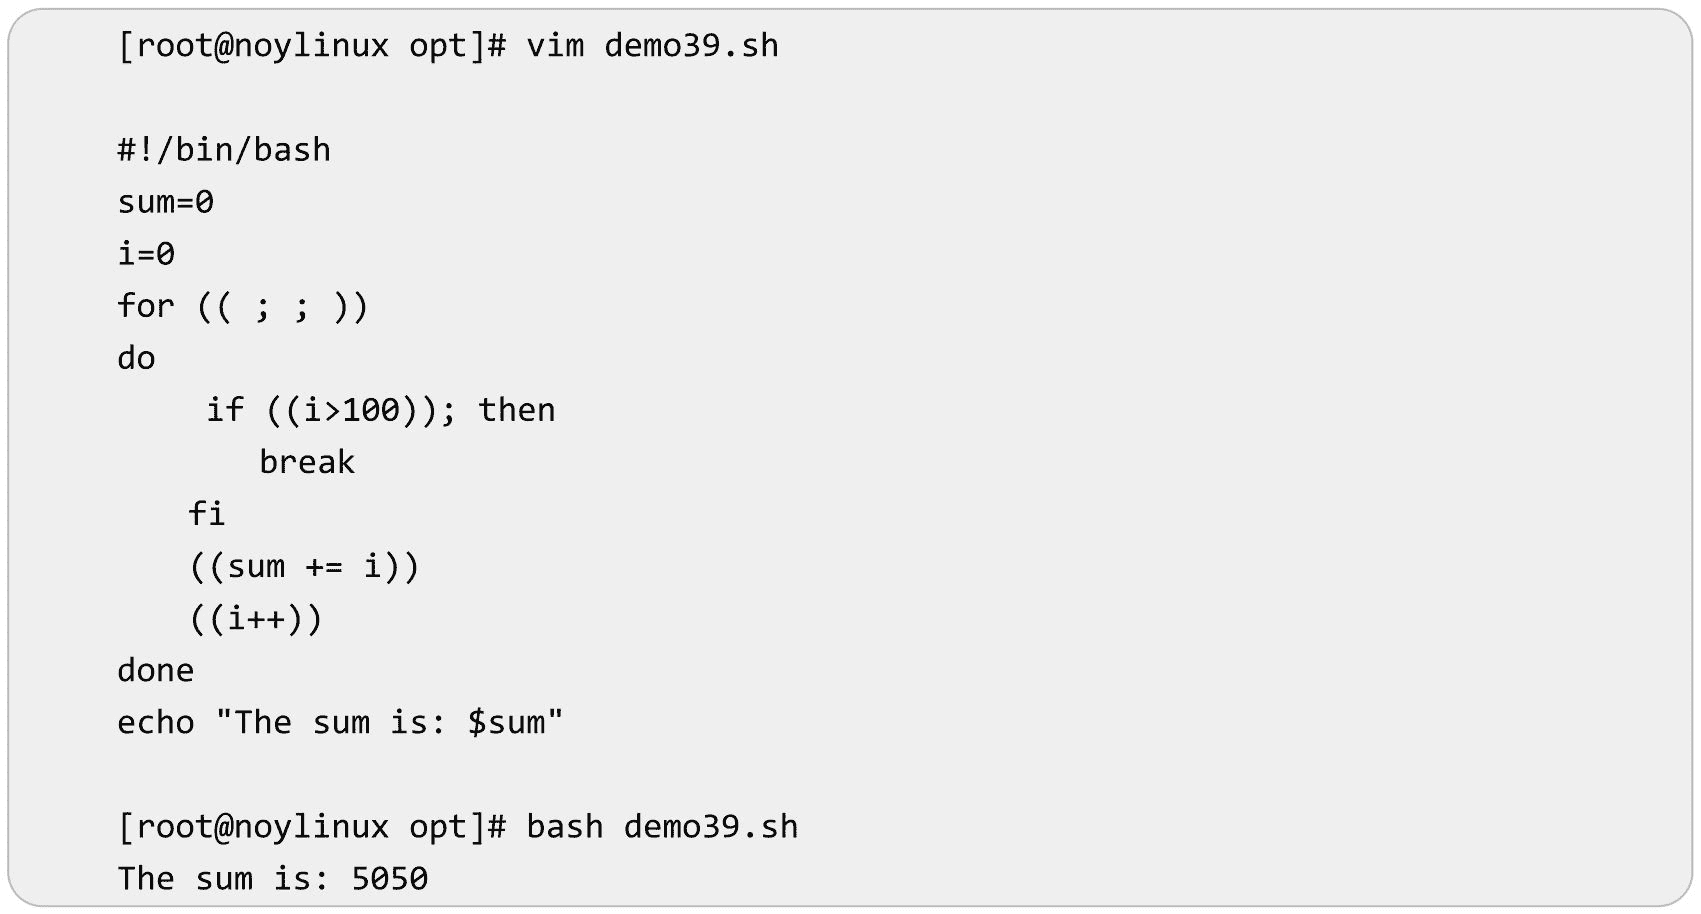 [root@noylinux opt]# vim demo39.sh
#!/bin/bash
sum=0
i=0
for (( ; ; ))
do
if ((i>100)); then
break
fi
((sum += i))
((i++))
done
echo "The sum is: $sum"
[root@noylinux opt]# bash demo39.sh
The sum is: 5050